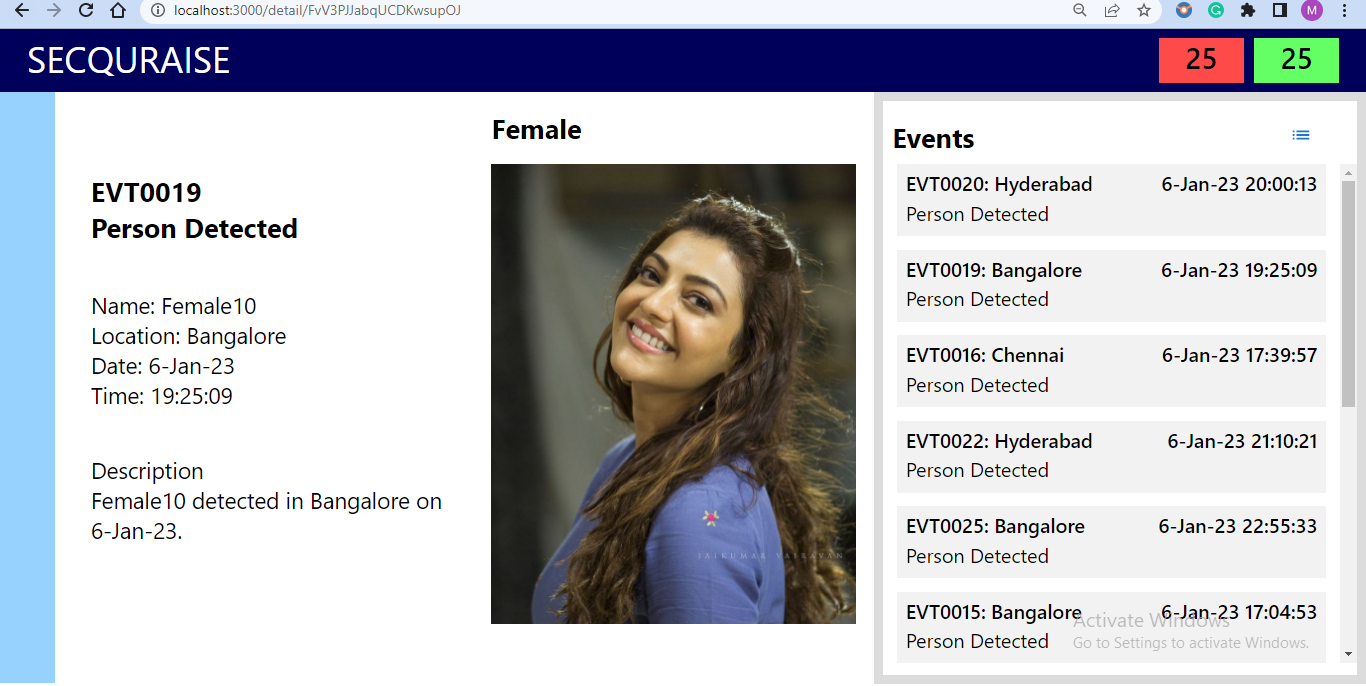 localhost:3000/detail/FvV3PJJabqUCDKwsupOJ
M
SECQURAISE
25
25
EVT0019
Person Detected
Name: Female10
Location: Bangalore
Date: 6-Jan-23
Time: 19:25:09
Description
Female10 detected in Bangalore on
6-Jan-23.
Female
JAIKUMAR VAIRAVAN
Events
EVT0020: Hyderabad 6-Jan-23 20:00:13
Person Detected
EVT0019: Bangalore 6-Jan-23 19:25:09
Person Detected
EVT0016: Chennai 6-Jan-23 17:39:57
Person Detected
EVT0022: Hyderabad 6-Jan-23 21:10:21
Person Detected
EVT0025: Bangalore 6-Jan-23 22:55:33
Person Detected
EVT0015: Bangalore 6-Jan-23 17:04:53
Person Detected
Activate Windows
Go to Settings to activate Windows.